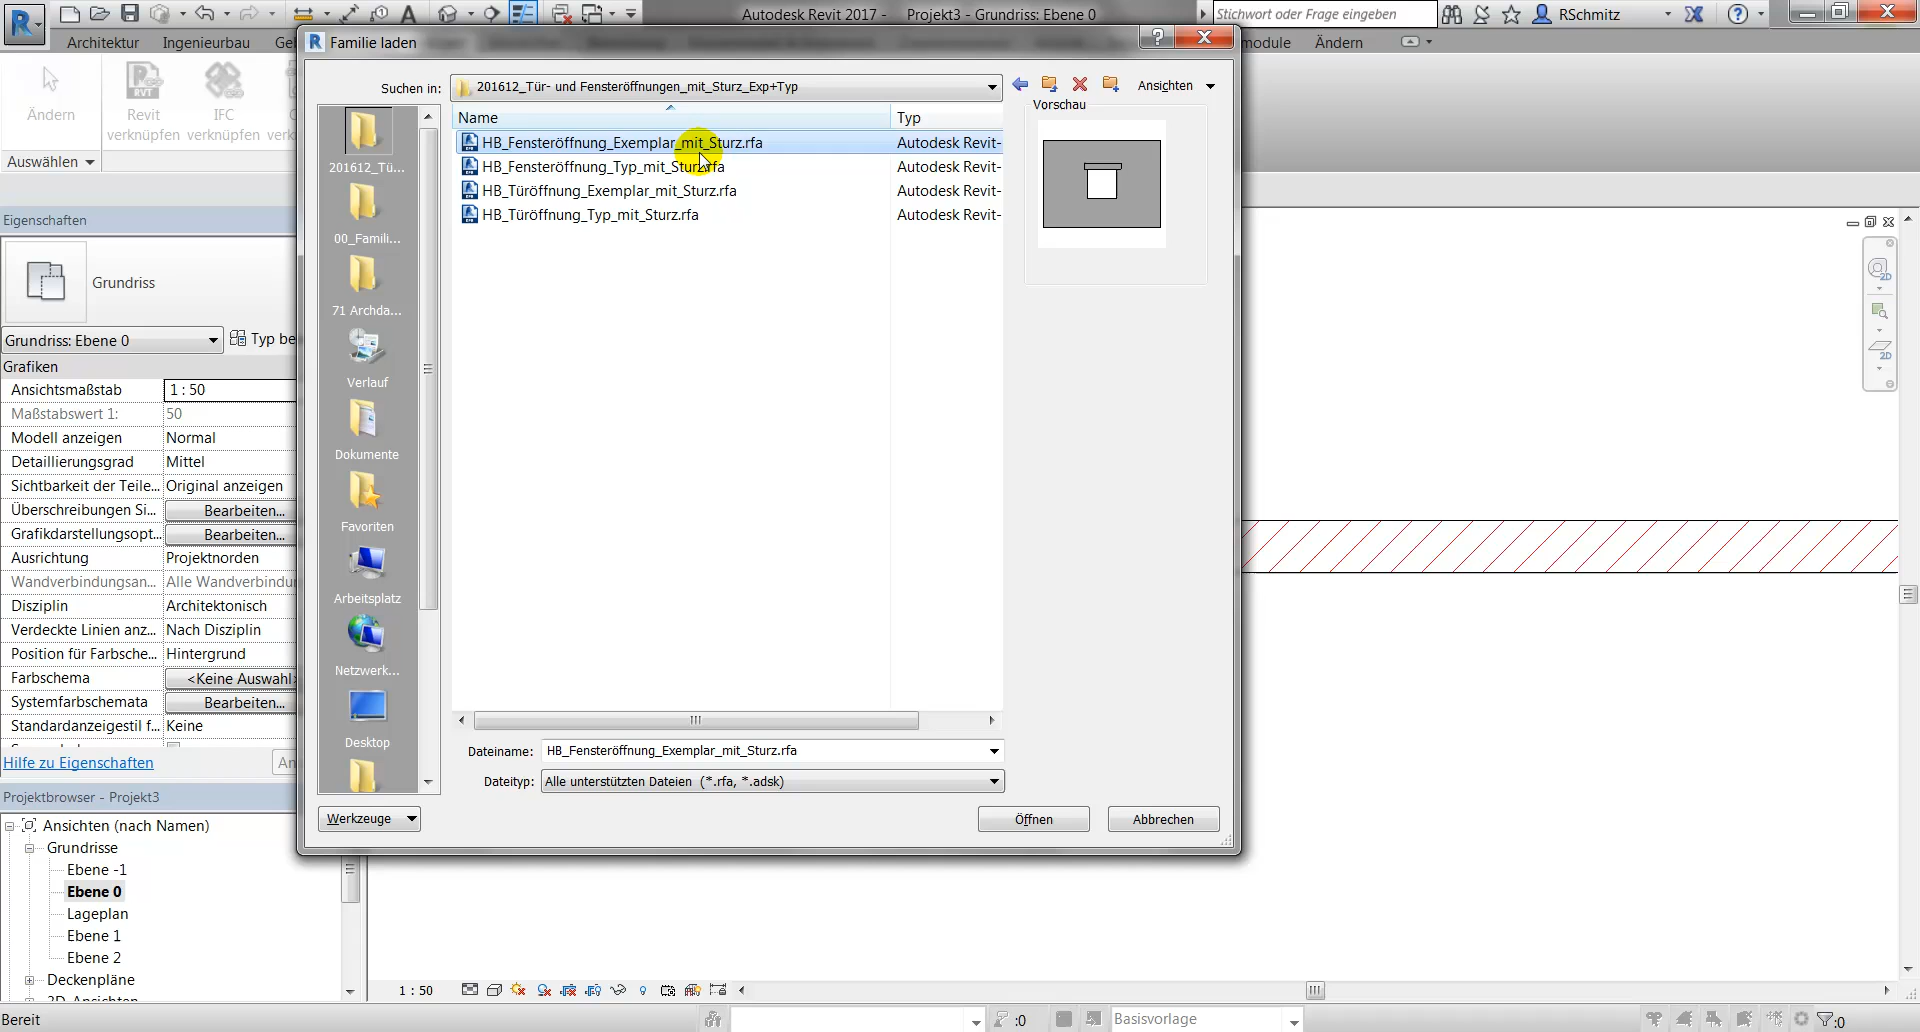 Autodesk Revit 2017 - Projekt3 - Grundriss: Ebene 0
Stichwort oder Frage eingeben
RSchmitz
Architektur
Ingenieurbau
module
Ändern
Ändern
Revit
verknüpfen
IFC
verknüpfen
Auswählen
Eigenschaften
Grundriss
Grundriss: Ebene 0
Typ be
Grafiken
Ansichtsmaßstab 1 : 50
Maßstabswert 1: 50
Modell anzeigen Normal
Detaillierungsgrad Mittel
Sichtbarkeit der Teile... Original anzeigen
Überschreibungen Si... Bearbeiten...
Grafikdarstellungsopt... Bearbeiten...
Ausrichtung Projektnorden
Wandverbindungsan... Alle Wandverbindu
Disziplin Architektonisch
Verdeckte Linien anz... Nach Disziplin
Position für Farbsche... Hintergrund
Farbschema <Keine Auswahl>
Systemfarbschemata Bearbeiten...
Standardanzeigestil f... Keine
Hilfe zu Eigenschaften
An
Projektbrowser - Projekt3
Ansichten (nach Namen)
Grundrisse
Ebene -1
Ebene 0
Lageplan
Ebene 1
Ebene 2
Deckenpläne
Bereit
Familie laden
Suchen in: 201612_Tür- und Fensteröffnungen_mit_Sturz_Exp+Typ
Ansichten
Vorschau
201612_Tü...
00_Famili...
71 Archda...
Verlauf
Dokumente
Favoriten
Arbeitsplatz
Netzwerk...
Desktop
Name Typ
HB_Fensteröffnung_Exemplar_mit_Sturz.rfa Autodesk Revit-
HB_Fensteröffnung_Typ_mit_Sturz.rfa Autodesk Revit-
HB_Türöffnung_Exemplar_mit_Sturz.rfa Autodesk Revit-
HB_Türöffnung_Typ_mit_Sturz.rfa Autodesk Revit-
Dateiname: HB_Fensteröffnung_Exemplar_mit_Sturz.rfa
Dateityp: Alle unterstützten Dateien (*.rfa, *.adsk)
Werkzeuge
Öffnen
Abbrechen
1 : 50
:0
Basisvorlage
:0